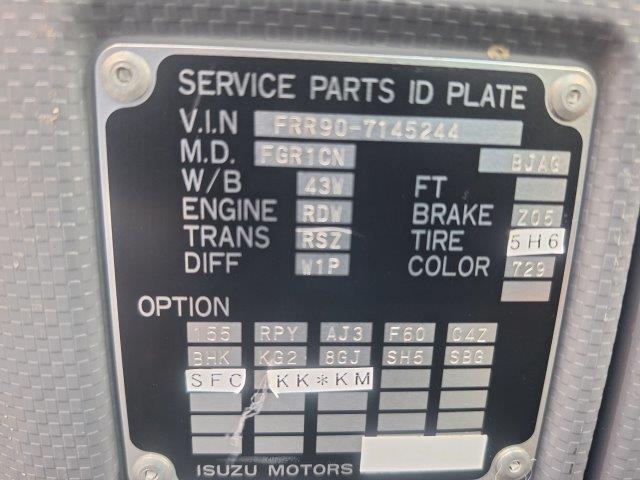 SERVICE PARTS ID PLATE
V.I.N FRR90-7145244
M.D. FGR1CN BJAG
W/B 43W FT
ENGINE RDW BRAKE Z05
TRANS RSZ TIRE 5H6
DIFF W1P COLOR 729
OPTION
155 RPY AJ3 F60 C4Z
BHK KG2 8GJ SH5 SBG
SFC KK*KM
ISUZU MOTORS